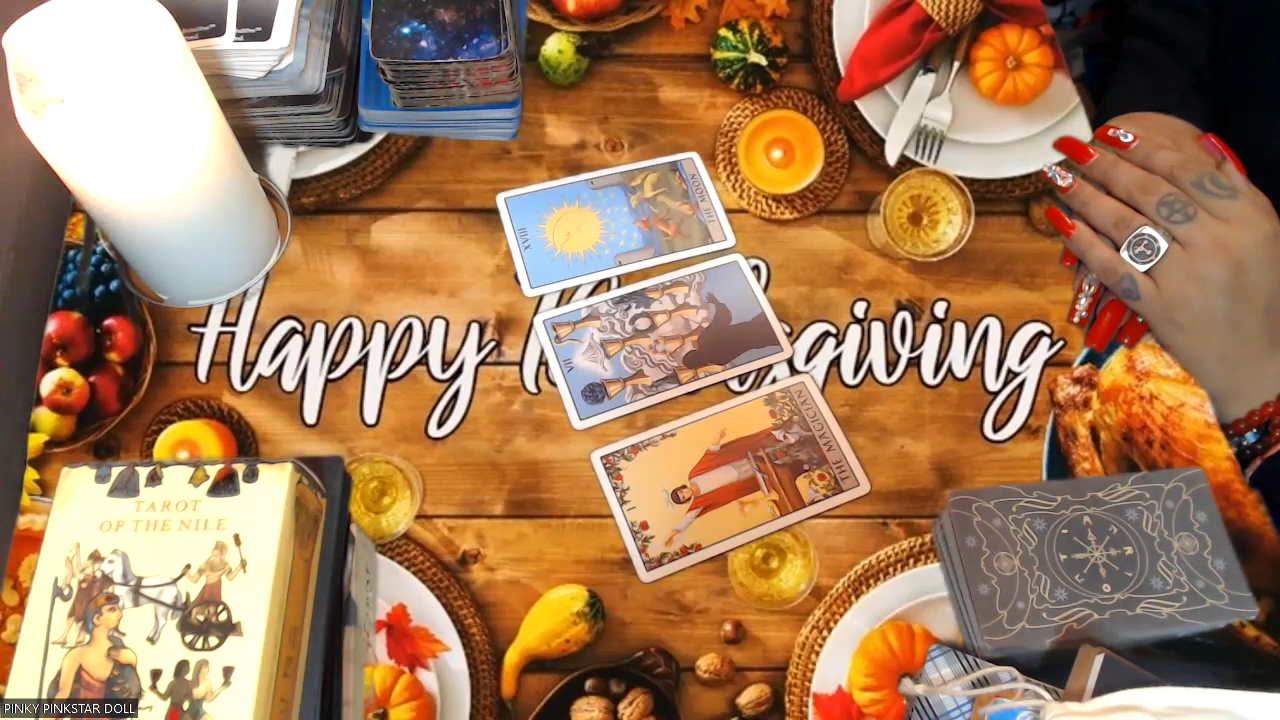 THE MOON
XVIII
VII
Happy giving
THE MAGICIAN
I
TAROT
OF THE NILE
PINKY PINKSTAR DOLL